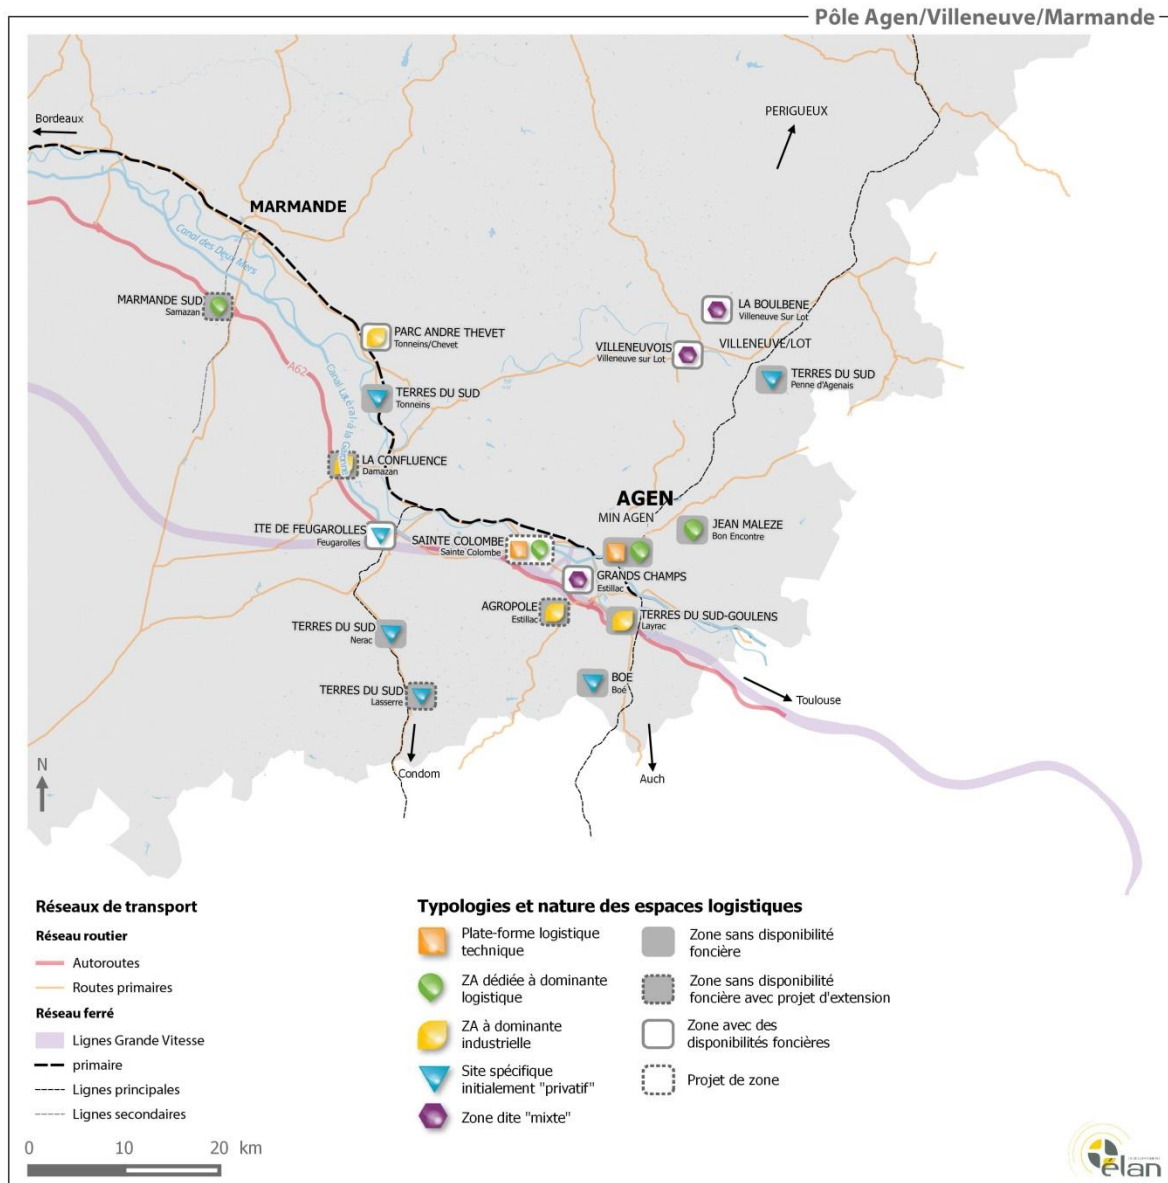 Pôle Agen/Villeneuve/Marmande
Bordeaux
PERIGUEUX
MARMANDE
Canal des Deux Mers
MARMANDE SUD
Samazan
A62
PARC ANDRE THEVET
Tonneins/Chevet
LA BOULBENE
Villeneuve Sur Lot
VILLENEUVOIS
Villeneuve sur Lot
VILLENEUVE/LOT
TERRES DU SUD
Penne d'Agenais
TERRES DU SUD
Tonneins
Canal Latéral à la Garonne
LA CONFLUENCE
Damazan
AGEN
MIN AGEN
JEAN MALEZE
Bon Encontre
ITE DE FEUGAROLLES
Feugarolles
SAINTE COLOMBE
Sainte Colombe
GRANDS CHAMPS
Estillac
AGROPOLE
Estillac
TERRES DU SUD-GOULENS
Layrac
TERRES DU SUD
Nerac
TERRES DU SUD
Lasserre
BOE
Boé
Toulouse
Condom
Auch
N
Réseaux de transport
Réseau routier
Autoroutes
Routes primaires
Réseau ferré
Lignes Grande Vitesse
primaire
Lignes principales
Lignes secondaires
0 10 20 km
Typologies et nature des espaces logistiques
Plate-forme logistique
technique
ZA dédiée à dominante
logistique
ZA à dominante
industrielle
Site spécifique
initialement "privatif"
Zone dite "mixte"
Zone sans disponibilité
foncière
Zone sans disponibilité
foncière avec projet d'extension
Zone avec des
disponibilités foncières
Projet de zone
élan